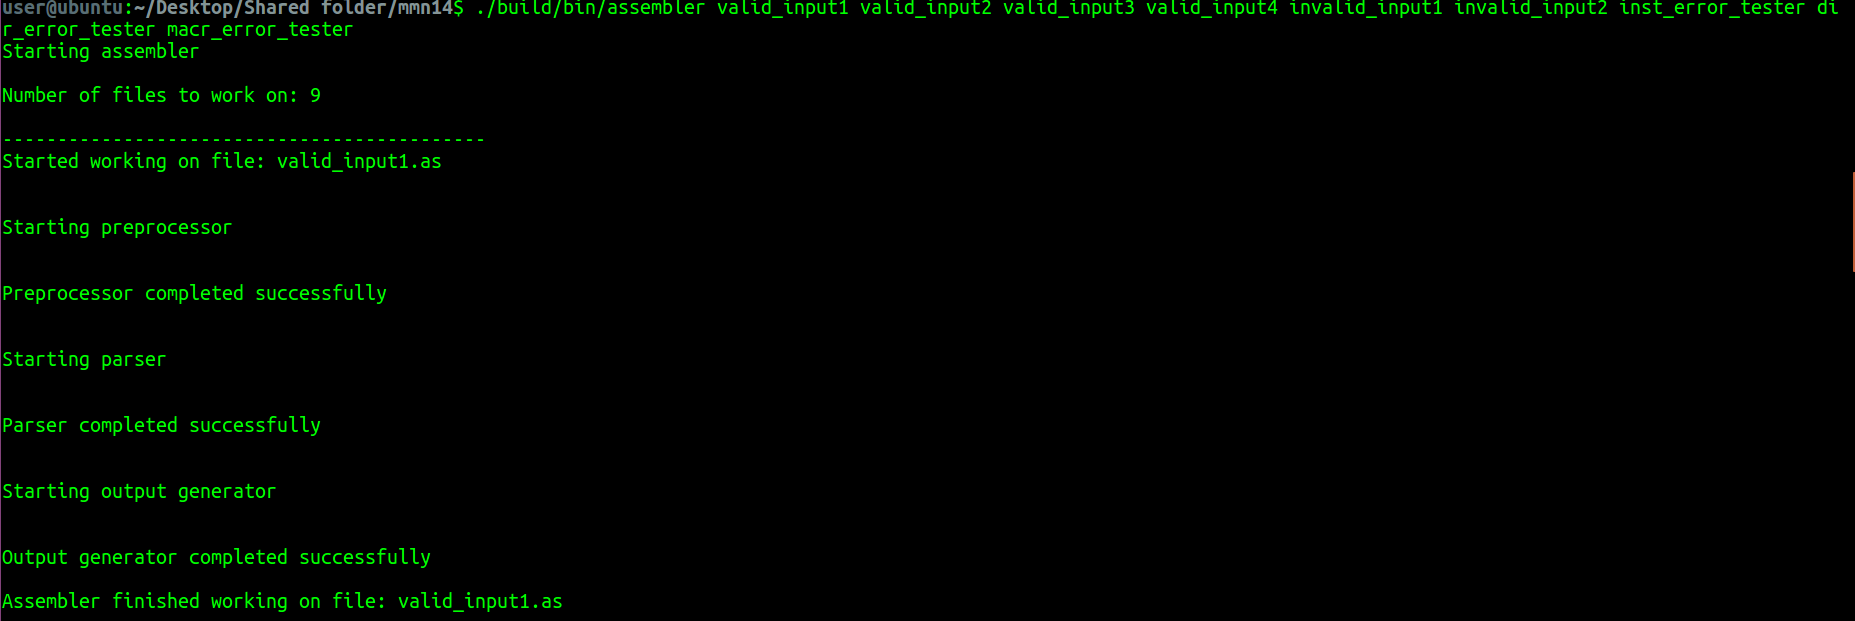 user@ubuntu:~/Desktop/Shared folder/mmn14$ ./build/bin/assembler valid_input1 valid_input2 valid_input3 valid_input4 invalid_input1 invalid_input2 inst_error_tester di
r_error_tester macr_error_tester
Starting assembler
Number of files to work on: 9
--------------------------------------------
Started working on file: valid_input1.as
Starting preprocessor
Preprocessor completed successfully
Starting parser
Parser completed successfully
Starting output generator
Output generator completed successfully
Assembler finished working on file: valid_input1.as